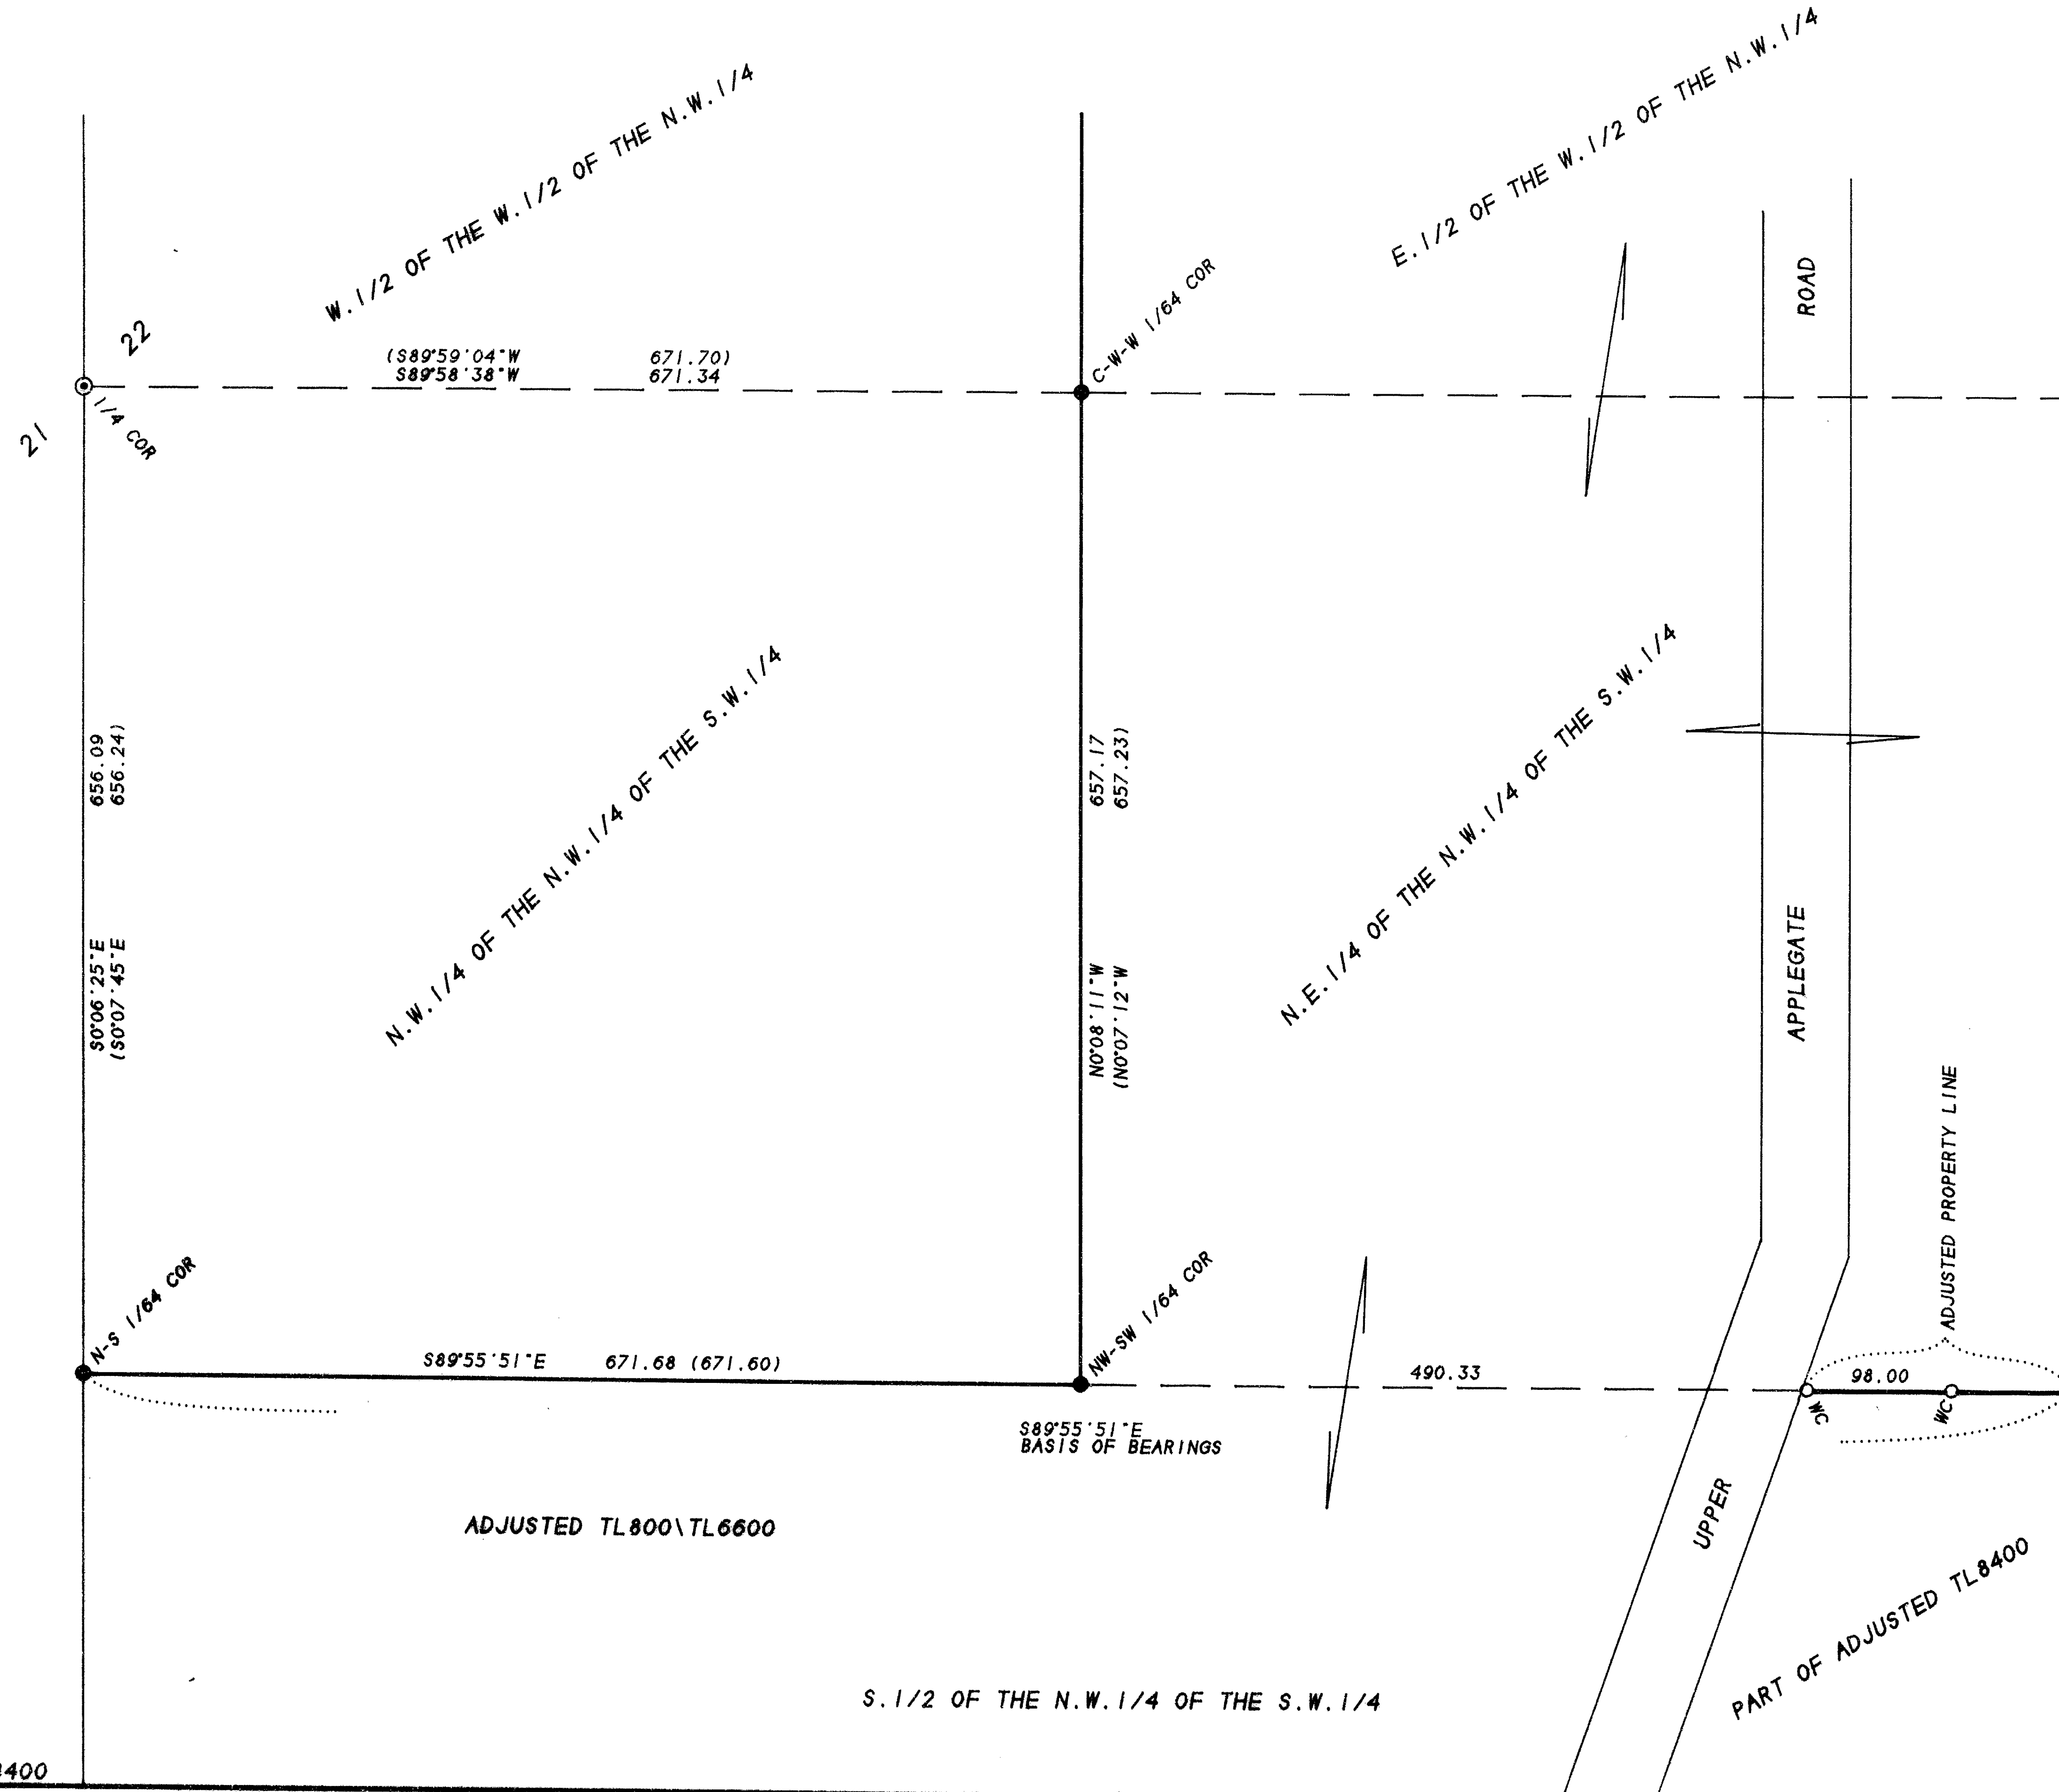 W.1/2 OF THE W.1/2 OF THE N.W.1/4
E.1/2 OF THE W.1/2 OF THE N.W.1/4
22
21
1/4 COR
(S89°59'04"W 671.70)
S89°58'38"W 671.34
C-W-W 1/64 COR
ROAD
APPLEGATE
UPPER
656.09
656.24)
S0°06'25"E
(S0°07'45"E
N.W.1/4 OF THE N.W.1/4 OF THE S.W.1/4
657.17
657.23)
N0°08'11"W
(N0°07'12"W
N.E.1/4 OF THE N.W.1/4 OF THE S.W.1/4
ADJUSTED PROPERTY LINE
N-S 1/64 COR
S89°55'51"E 671.68 (671.60)
NW-SW 1/64 COR
490.33
98.00
WC
WC
S89°55'51"E
BASIS OF BEARINGS
ADJUSTED TL800\TL6600
PART OF ADJUSTED TL8400
S.1/2 OF THE N.W.1/4 OF THE S.W.1/4
400